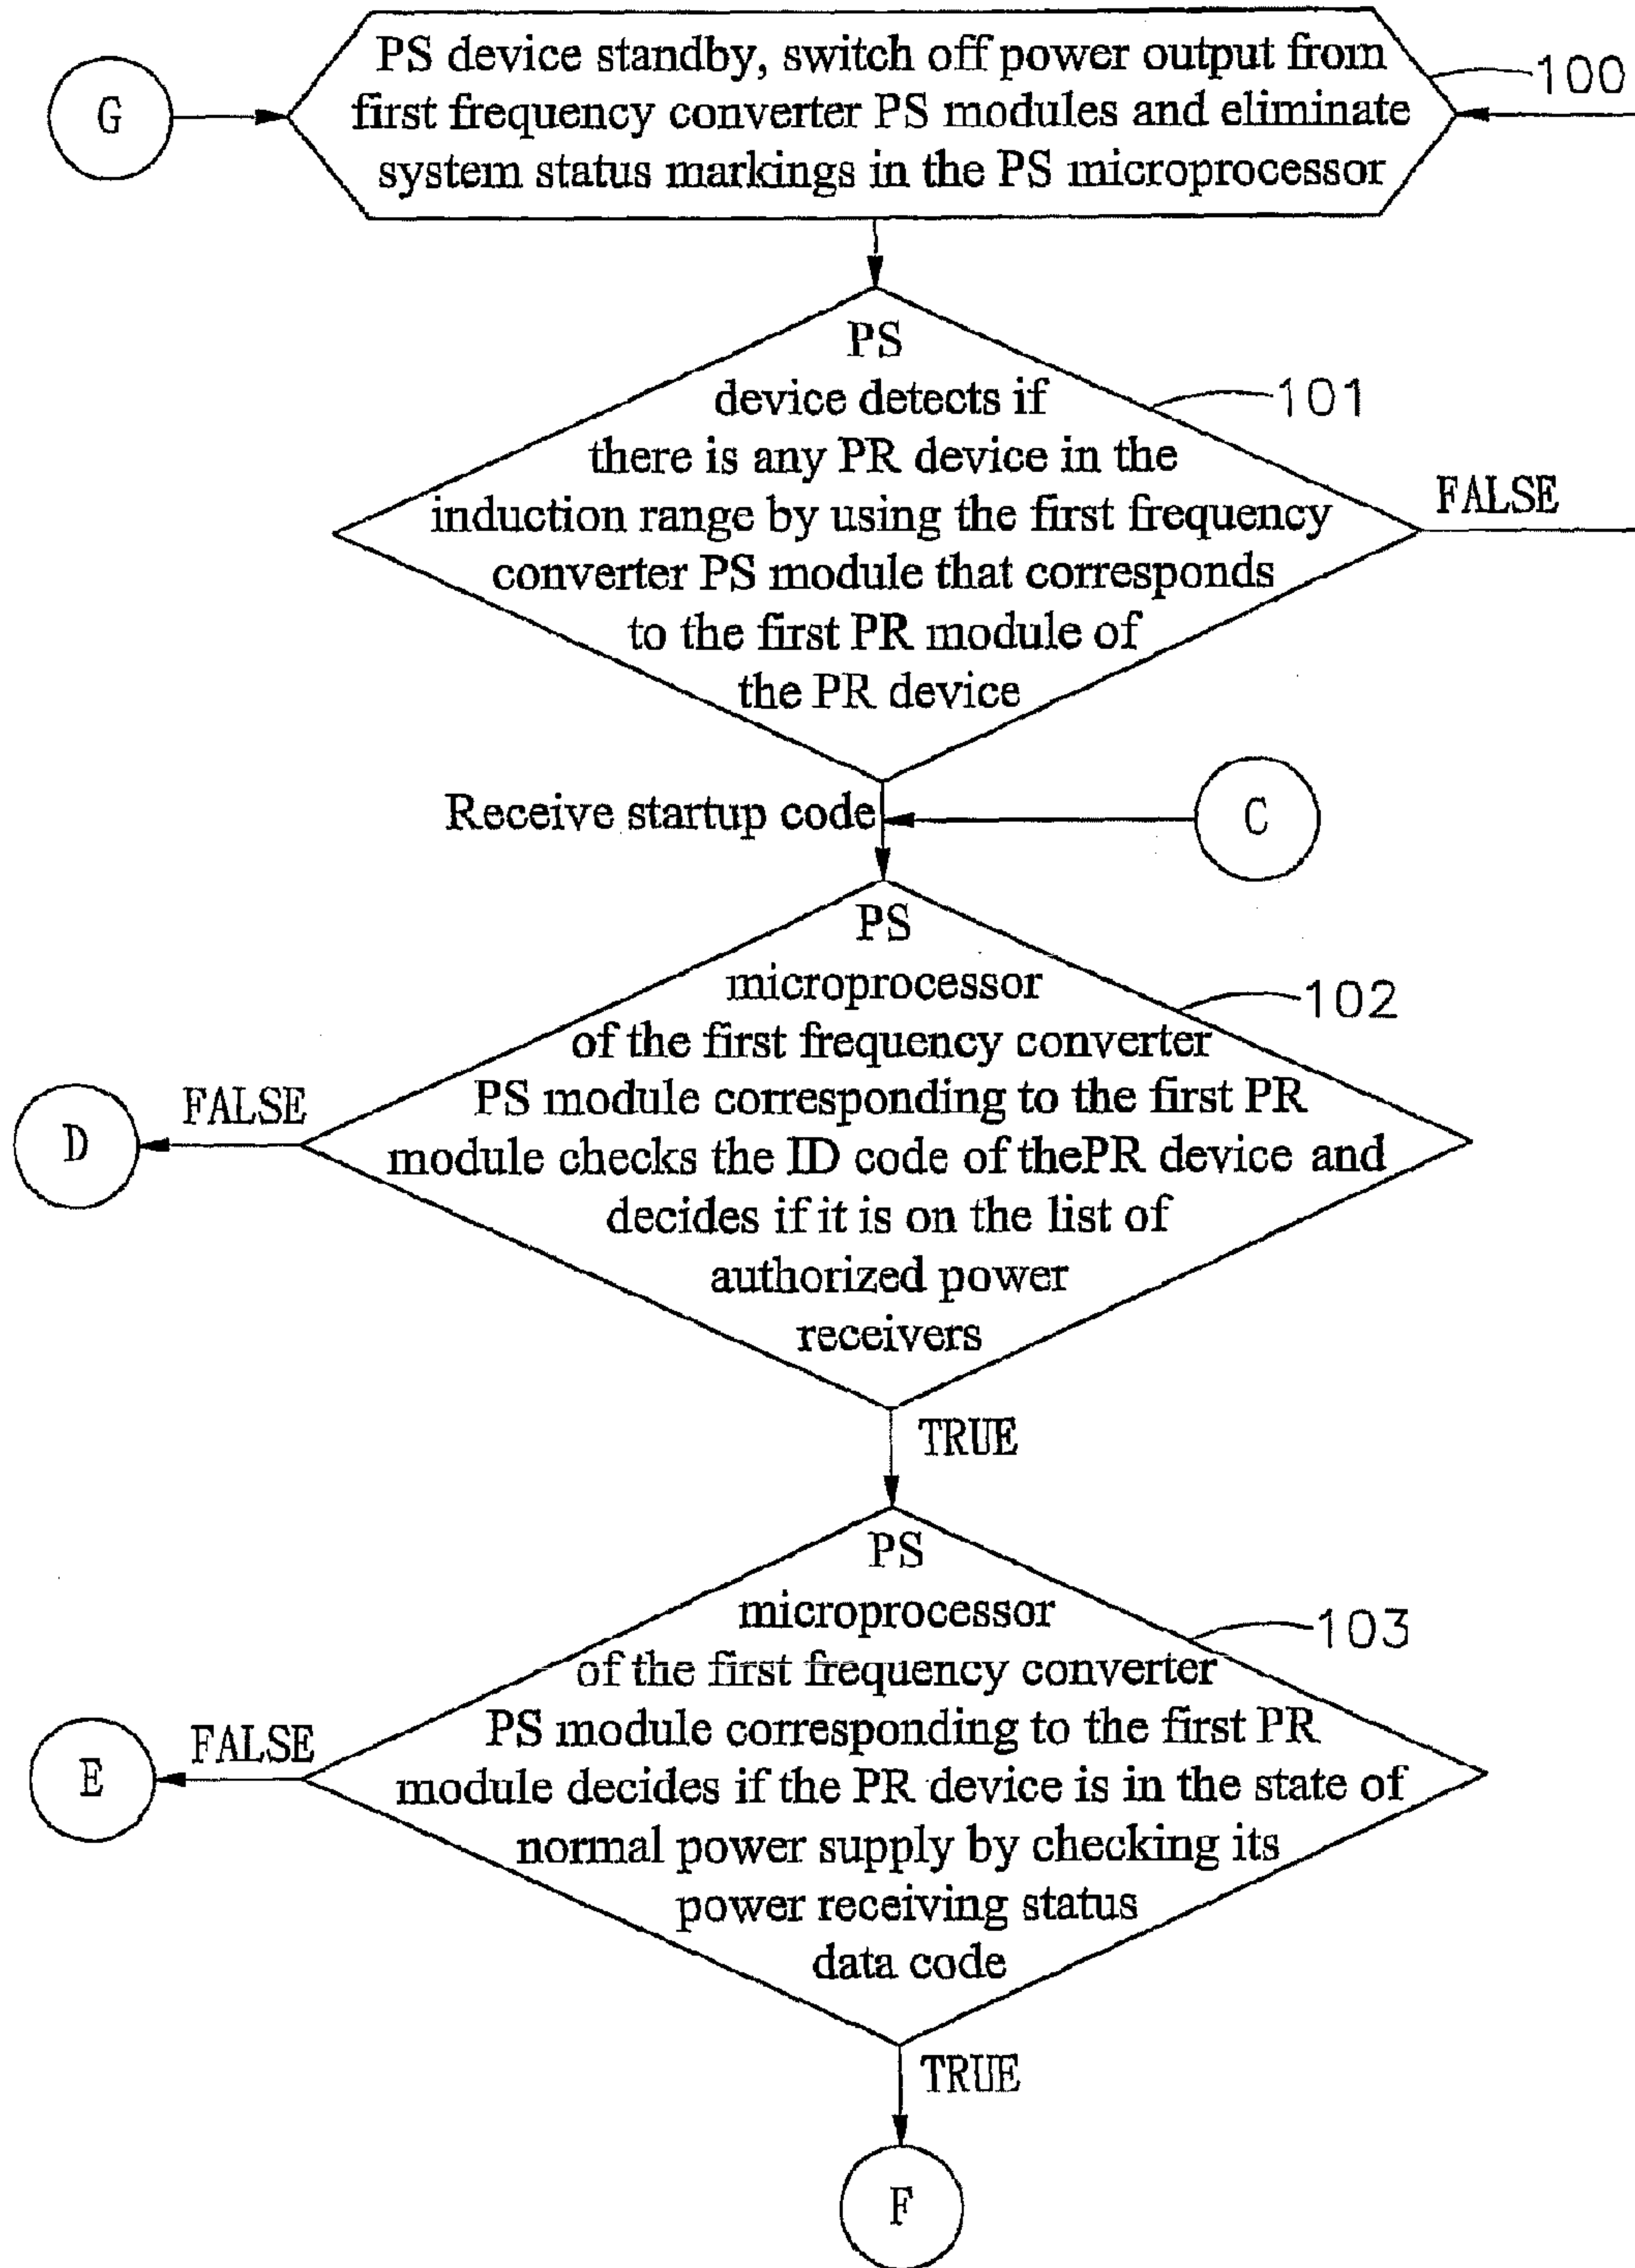 G
PS device standby, switch off power output from
first frequency converter PS modules and eliminate
system status markings in the PS microprocessor
100
PS
device detects if
there is any PR device in the
induction range by using the first frequency
converter PS module that corresponds
to the first PR module of
the PR device
101
FALSE
Receive startup code
C
PS
microprocessor
of the first frequency converter
PS module corresponding to the first PR
module checks the ID code of thePR device and
decides if it is on the list of
authorized power
receivers
102
FALSE
D
TRUE
PS
microprocessor
of the first frequency converter
PS module corresponding to the first PR
module decides if the PR device is in the state of
normal power supply by checking its
power receiving status
data code
103
FALSE
E
TRUE
F